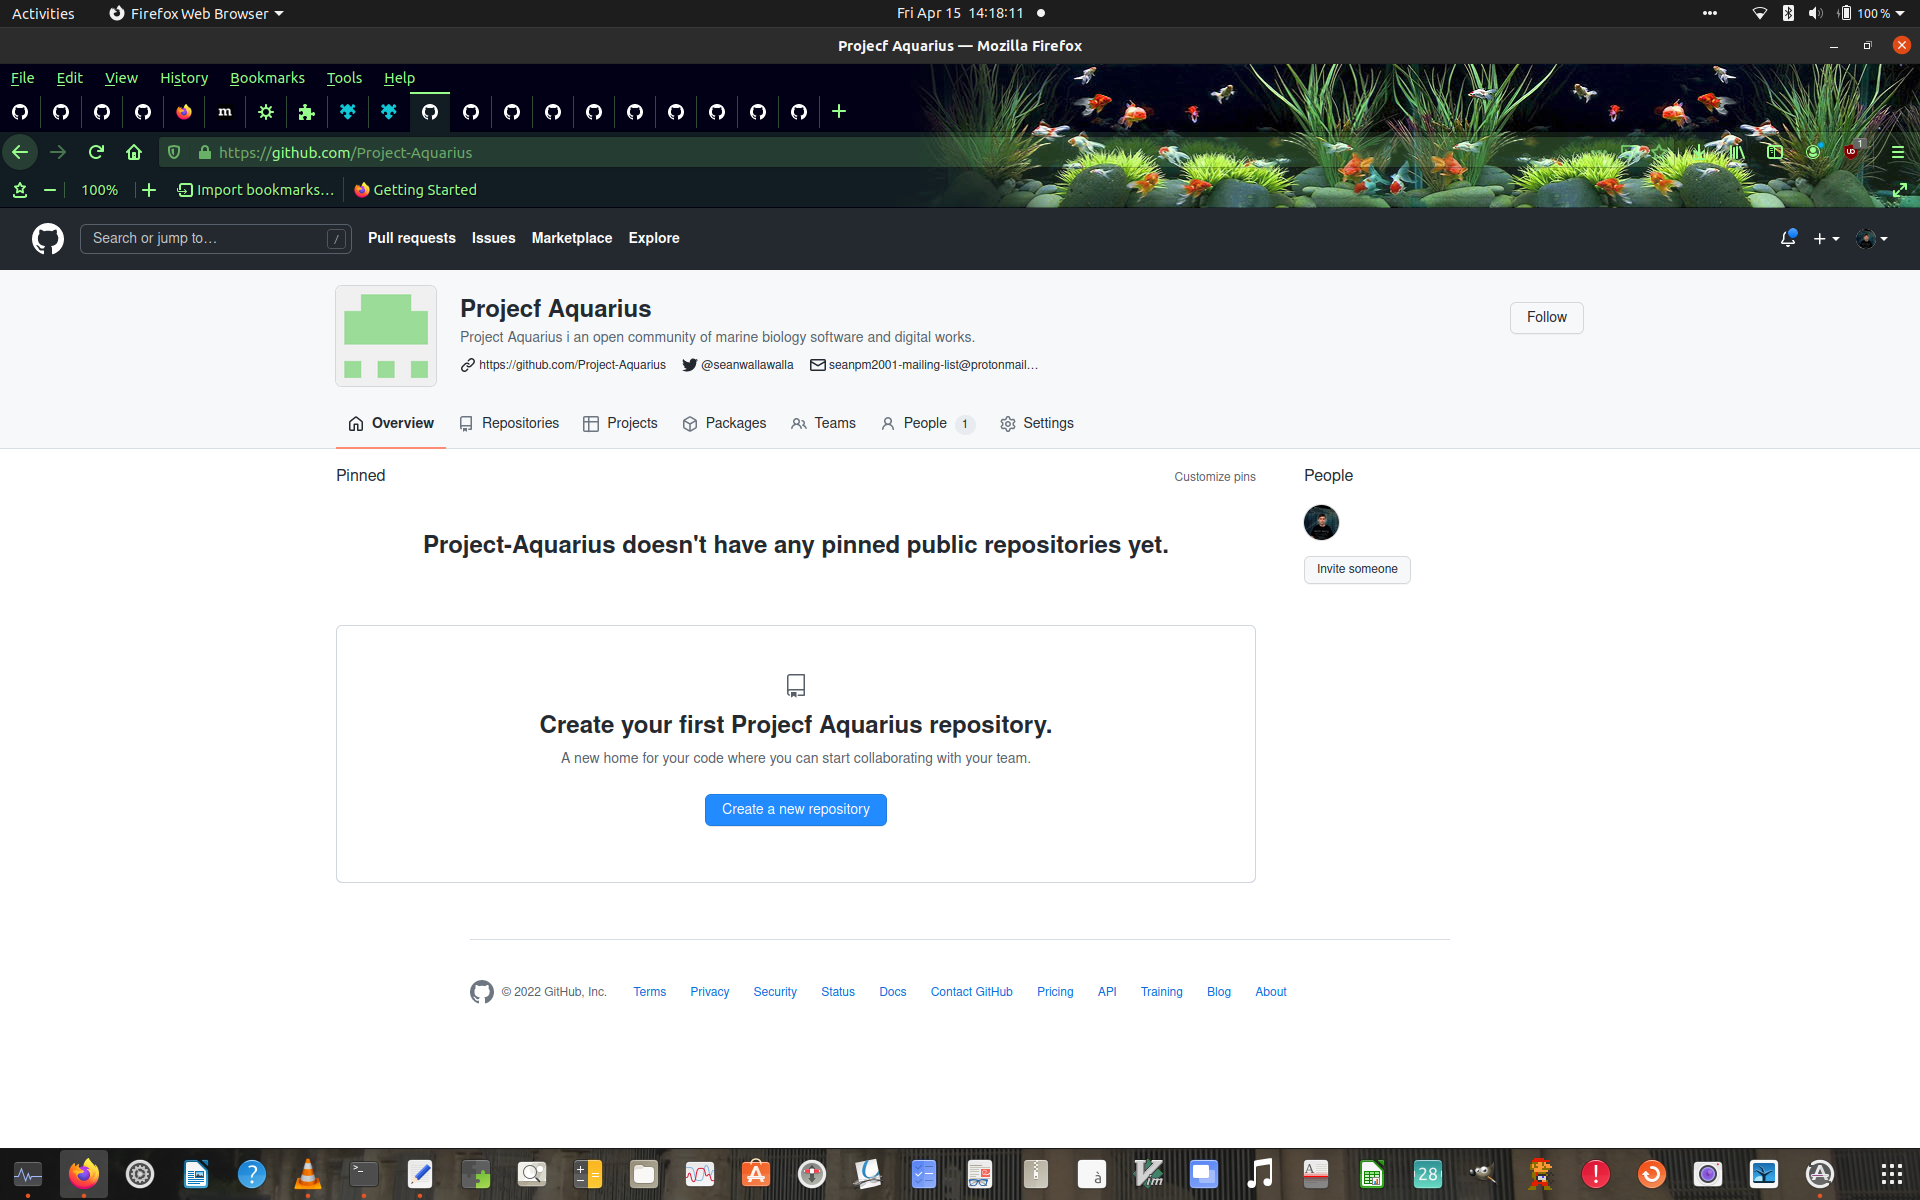 Activities Firefox Web Browser Fri Apr 15 14:18:11 100 %
Projecf Aquarius — Mozilla Firefox
File Edit View History Bookmarks Tools Help
m
https://github.com/Project-Aquarius 1
100% Import bookmarks... Getting Started
Search or jump to... / Pull requests Issues Marketplace Explore
Projecf Aquarius
Follow
Project Aquarius i an open community of marine biology software and digital works.
https://github.com/Project-Aquarius @seanwallawalla seanpm2001-mailing-list@protonmail...
Overview Repositories Projects Packages Teams People 1 Settings
Pinned Customize pins People
Project-Aquarius doesn't have any pinned public repositories yet.
Invite someone
Create your first Projecf Aquarius repository.
A new home for your code where you can start collaborating with your team.
Create a new repository
© 2022 GitHub, Inc. Terms Privacy Security Status Docs Contact GitHub Pricing API Training Blog About
? >_ à Vim A 28 !